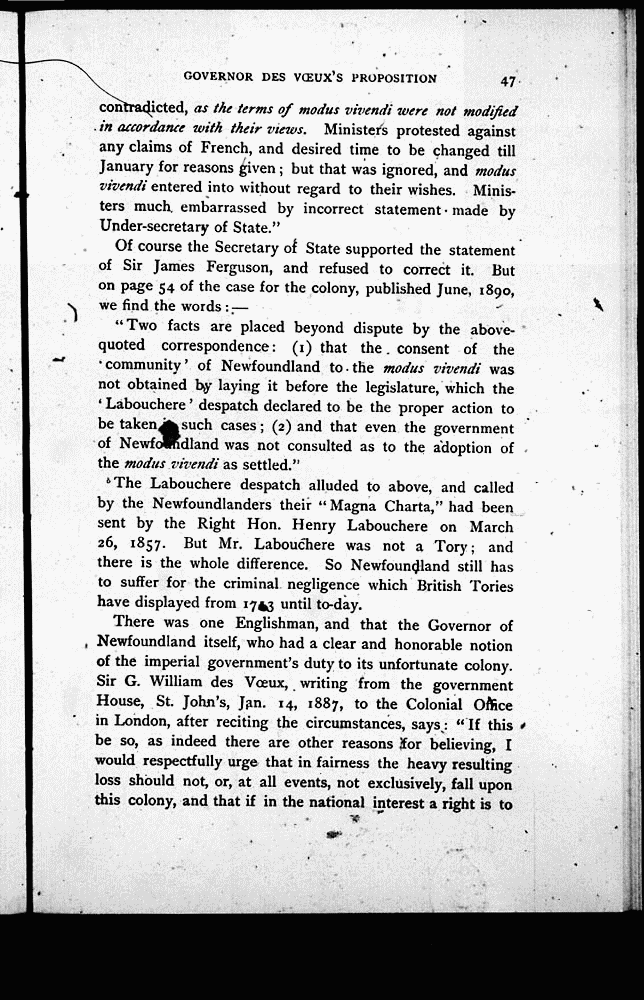 GOVERNOR DES VŒUX'S PROPOSITION 47
contradicted, as the terms of modus vivendi were not modified
in accordance with their views. Ministers protested against
any claims of French, and desired time to be changed till
January for reasons given; but that was ignored, and modus
vivendi entered into without regard to their wishes. Minis-
ters much embarrassed by incorrect statement made by
Under-secretary of State."
Of course the Secretary of State supported the statement
of Sir James Ferguson, and refused to correct it. But
on page 54 of the case for the colony, published June, 1890,
we find the words:—
"Two facts are placed beyond dispute by the above-
quoted correspondence: (1) that the consent of the
'community' of Newfoundland to the modus vivendi was
not obtained by laying it before the legislature, which the
'Labouchere' despatch declared to be the proper action to
be taken such cases; (2) and that even the government
of Newfoundland was not consulted as to the adoption of
the modus vivendi as settled."
The Labouchere despatch alluded to above, and called
by the Newfoundlanders their "Magna Charta," had been
sent by the Right Hon. Henry Labouchere on March
26, 1857. But Mr. Labouchere was not a Tory; and
there is the whole difference. So Newfoundland still has
to suffer for the criminal negligence which British Tories
have displayed from until to-day.
There was one Englishman, and that the Governor of
Newfoundland itself, who had a clear and honorable notion
of the imperial government's duty to its unfortunate colony.
Sir G. William des Vœux, writing from the government
House, St. John's, Jan. 14, 1887, to the Colonial Office
in London, after reciting the circumstances, says: "If this
be so, as indeed there are other reasons for believing, I
would respectfully urge that in fairness the heavy resulting
loss should not, or, at all events, not exclusively, fall upon
this colony, and that if in the national interest a right is to